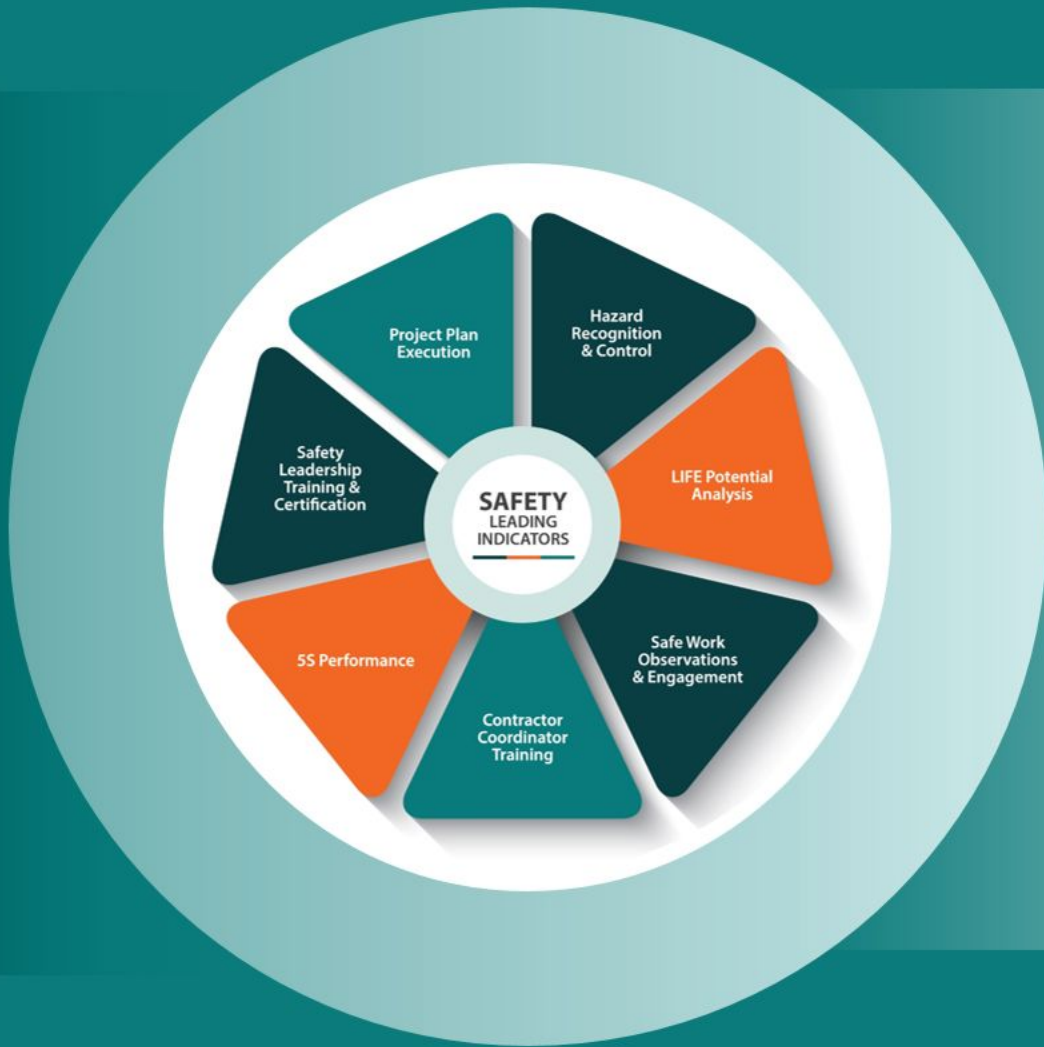 Project Plan
Execution
Hazard
Recognition
& Control
Safety
Leadership
Training &
Certification
SAFETY
LEADING
INDICATORS
LIFE Potential
Analysis
5S Performance
Safe Work
Observations
& Engagement
Contractor
Coordinator
Training